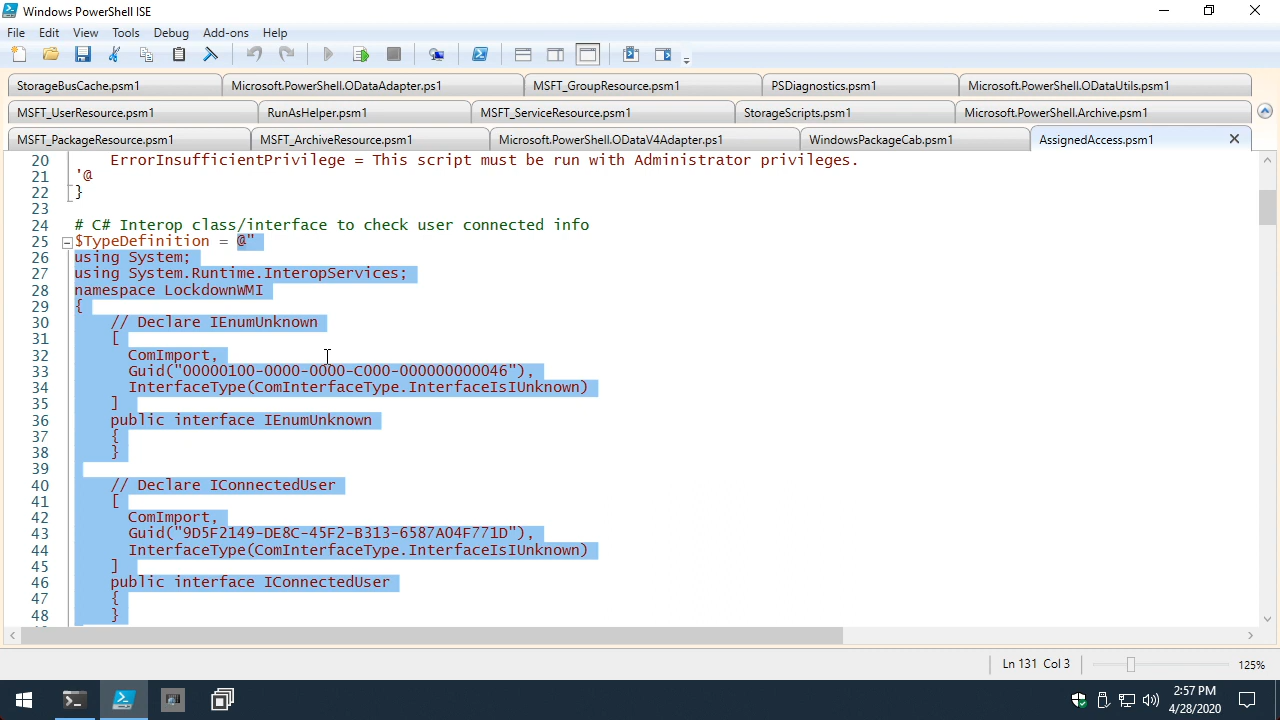 Windows PowerShell ISE
File Edit View Tools Debug Add-ons Help
StorageBusCache.psm1 Microsoft.PowerShell.ODataAdapter.ps1 MSFT_GroupResource.psm1 PSDiagnostics.psm1 Microsoft.PowerShell.ODataUtils.psm1
MSFT_UserResource.psm1 RunAsHelper.psm1 MSFT_ServiceResource.psm1 StorageScripts.psm1 Microsoft.PowerShell.Archive.psm1
MSFT_PackageResource.psm1 MSFT_ArchiveResource.psm1 Microsoft.PowerShell.ODataV4Adapter.ps1 WindowsPackageCab.psm1 AssignedAccess.psm1
20 ErrorInsufficientPrivilege = This script must be run with Administrator privileges.
21 '@
22 }
23
24 # C# Interop class/interface to check user connected info
25 $TypeDefinition = @"
26 using System;
27 using System.Runtime.InteropServices;
28 namespace LockdownWMI
29 {
30 // Declare IEnumUnknown
31 [
32 ComImport,
33 Guid("00000100-0000-0000-C000-000000000046"),
34 InterfaceType(ComInterfaceType.InterfaceIsIUnknown)
35 ]
36 public interface IEnumUnknown
37 {
38 }
39
40 // Declare IConnectedUser
41 [
42 ComImport,
43 Guid("9D5F2149-DE8C-45F2-B313-6587A04F771D"),
44 InterfaceType(ComInterfaceType.InterfaceIsIUnknown)
45 ]
46 public interface IConnectedUser
47 {
48 }
Ln 131 Col 3 125%
2:57 PM
4/28/2020